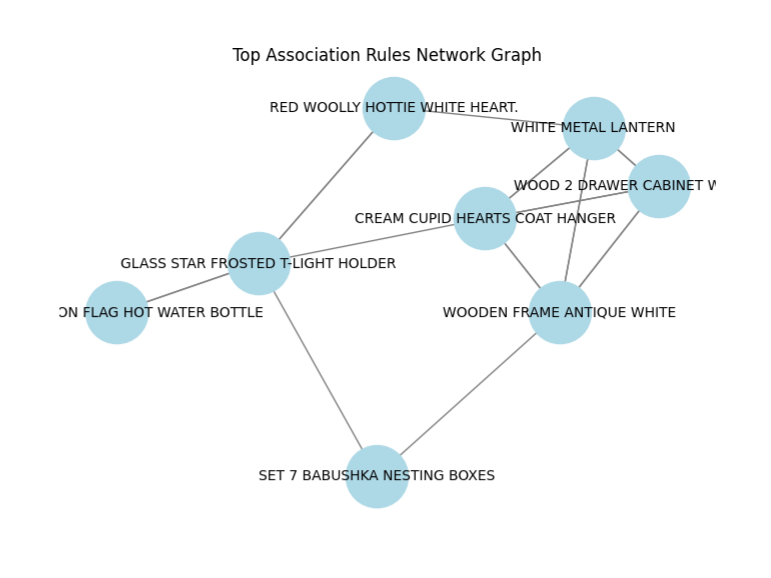 Top Association Rules Network Graph
RED WOOLLY HOTTIE WHITE HEART.
WHITE METAL LANTERN
WOOD 2 DRAWER CABINET
CREAM CUPID HEARTS COAT HANGER
GLASS STAR FROSTED T-LIGHT HOLDER
FLAG HOT WATER BOTTLE
WOODEN FRAME ANTIQUE WHITE
SET 7 BABUSHKA NESTING BOXES